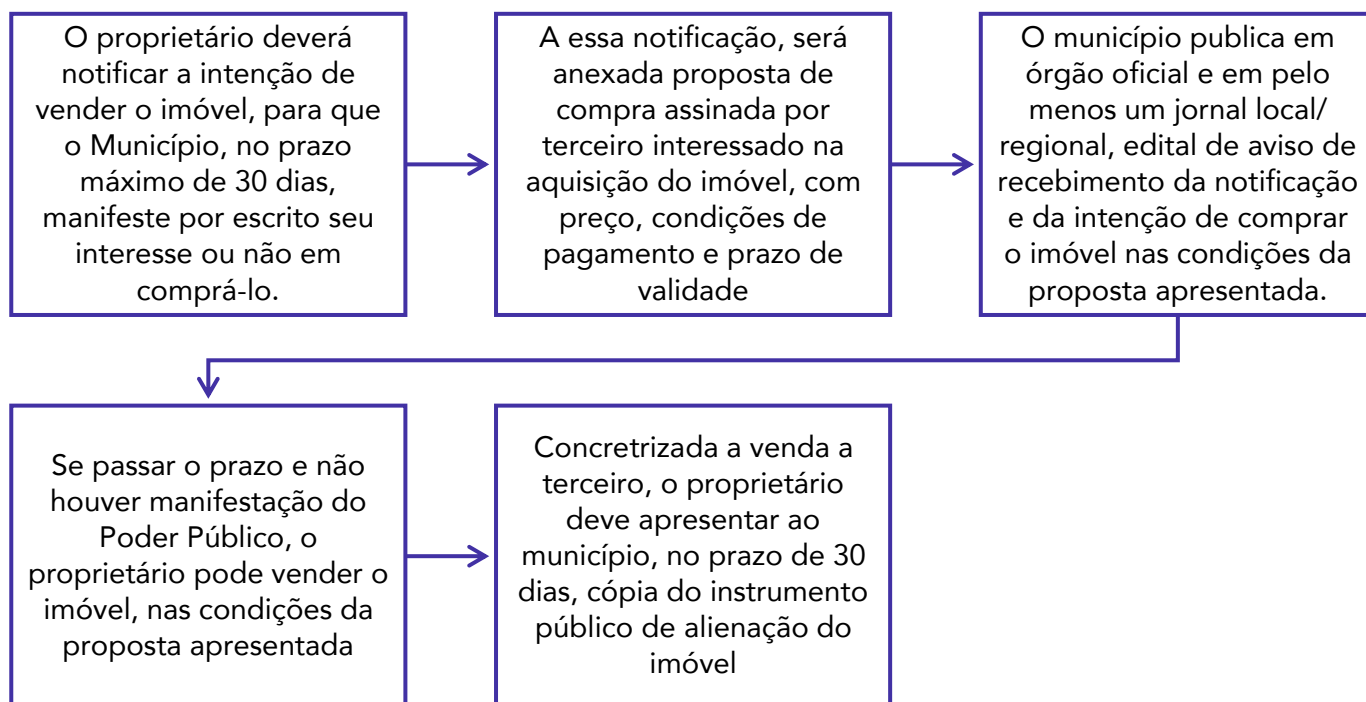 O proprietário deverá
notificar a intenção de
vender o imóvel, para que
o Município, no prazo
máximo de 30 dias,
manifeste por escrito seu
interesse ou não em
comprá-lo.
A essa notificação, será
anexada proposta de
compra assinada por
terceiro interessado na
aquisição do imóvel, com
preço, condições de
pagamento e prazo de
validade
O município publica em
órgão oficial e em pelo
menos um jornal local/
regional, edital de aviso de
recebimento da notificação
e da intenção de comprar
o imóvel nas condições da
proposta apresentada.
Se passar o prazo e não
houver manifestação do
Poder Público, o
proprietário pode vender o
imóvel, nas condições da
proposta apresentada
Concretrizada a venda a
terceiro, o proprietário
deve apresentar ao
município, no prazo de 30
dias, cópia do instrumento
público de alienação do
imóvel